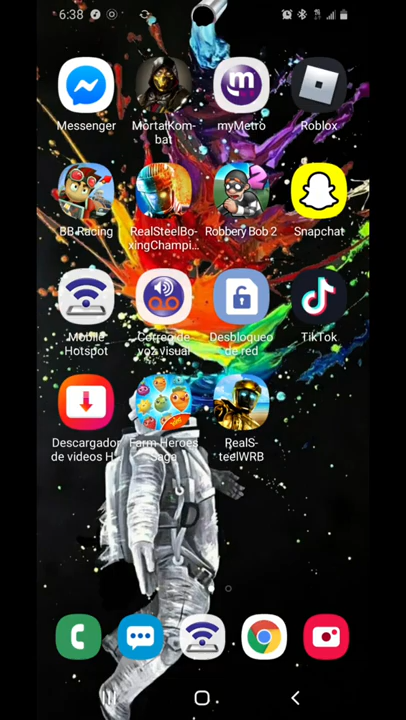 6:38
Messenger
MortalKom-
bat
myMetro
Roblox
BB Racing
RealSteelBo-
xingChampi...
Robbery Bob 2
Snapchat
Mobile
Hotspot
Correo de
voz visual
Desbloqueo
de red
TikTok
Descargador
de videos H...
Farm Heroes
Saga
RealS-
teelWRB